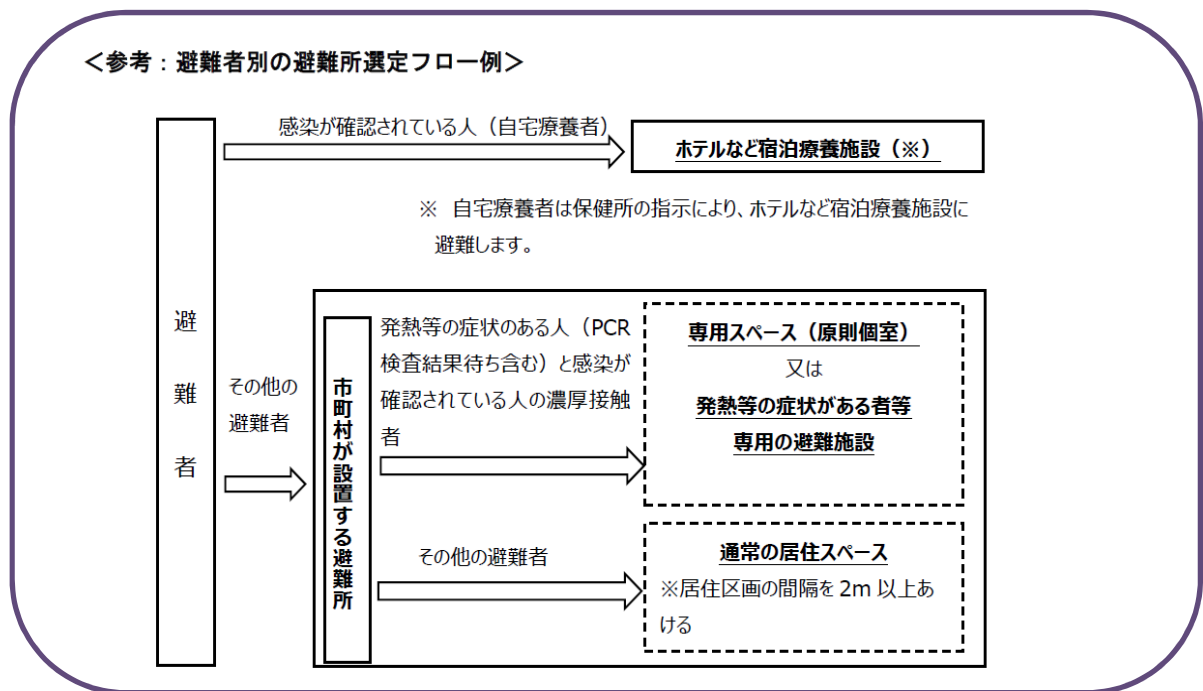 ＜参考：避難者別の避難所選定フロー例＞
感染が確認されている人（自宅療養者）
ホテルなど宿泊療養施設（※）
※ 自宅療養者は保健所の指示により、ホテルなど宿泊療養施設に
避難します。
避難者
その他の
避難者
市町村が設置する避難所
発熱等の症状のある人（PCR
検査結果待ち含む）と感染が
確認されている人の濃厚接触
者
専用スペース（原則個室）
又は
発熱等の症状がある者等
専用の避難施設
その他の避難者
通常の居住スペース
※居住区画の間隔を 2m 以上あ
ける